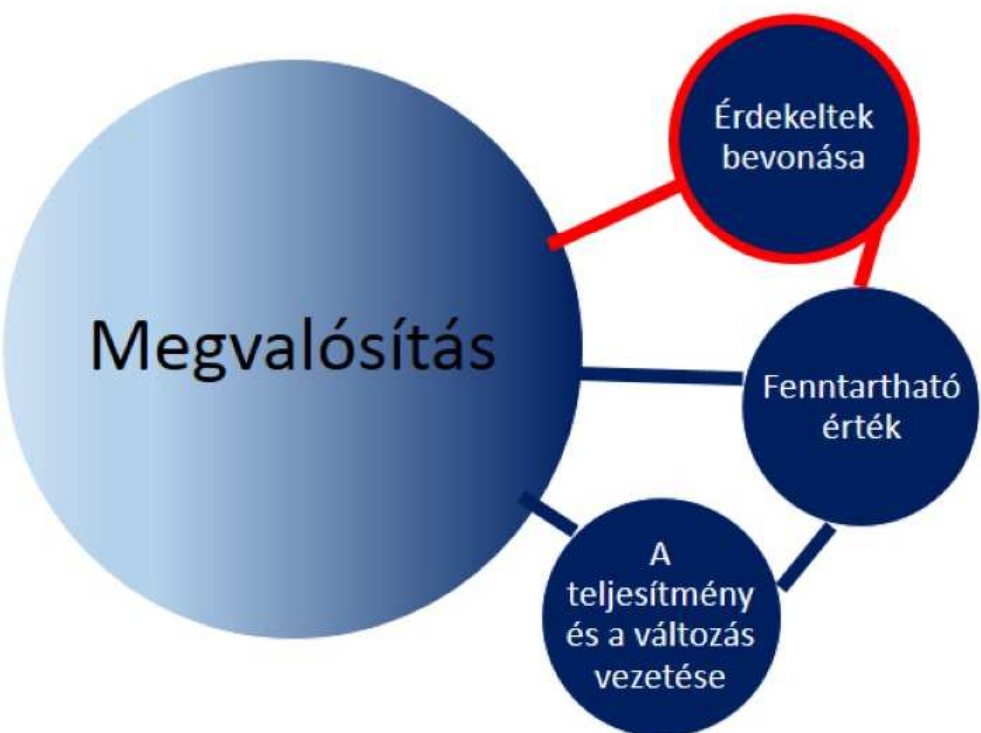 Megvalósítás
Érdekeltek
bevonása
Fenntartható
érték
A
teljesítmény
és a változás
vezetése